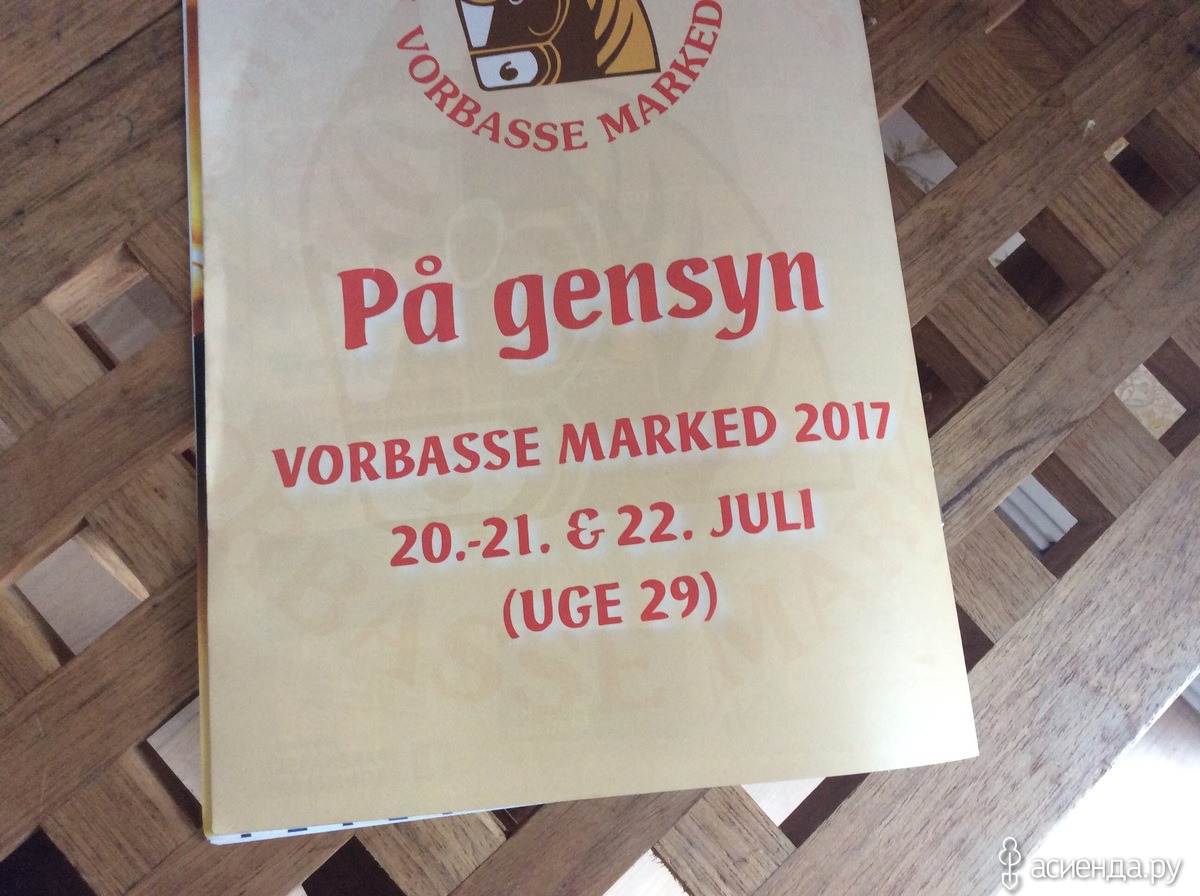 VORBASSE MARKED
På gensyn
VORBASSE MARKED 2017
20.-21. & 22. JULI
(UGE 29)
асиенда.ру